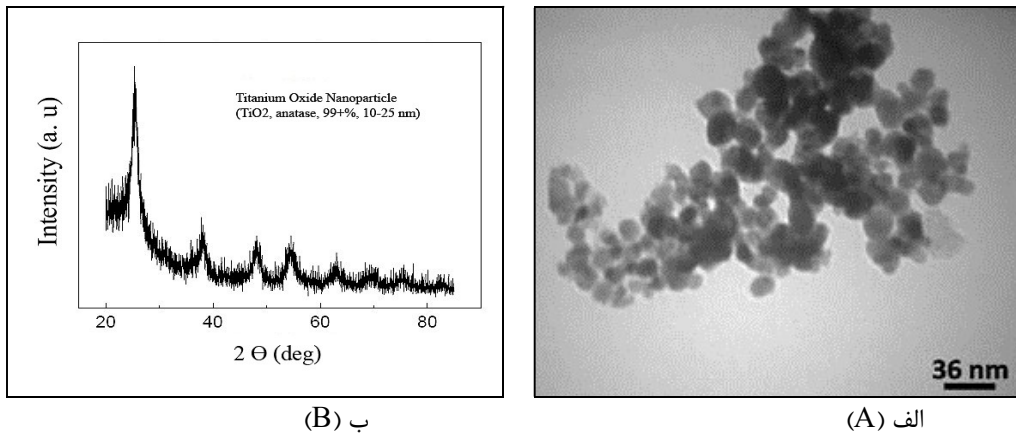 Intensity (a. u)
Titanium Oxide Nanoparticle
(TiO2, anatase, 99+%, 10-25 nm)
20 40 60 80
2 Θ (deg)
36 nm
ب (B)
الف (A)